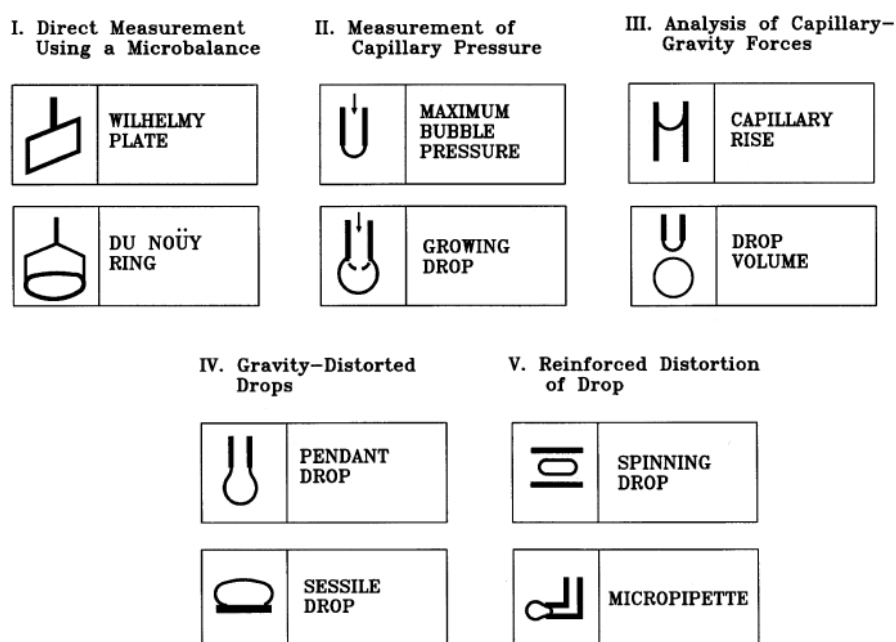 I. Direct Measurement
Using a Microbalance
WILHELMY
PLATE
DU NOÜY
RING
II. Measurement of
Capillary Pressure
MAXIMUM
BUBBLE
PRESSURE
GROWING
DROP
III. Analysis of Capillary—
Gravity Forces
CAPILLARY
RISE
DROP
VOLUME
IV. Gravity—Distorted
Drops
PENDANT
DROP
SESSILE
DROP
V. Reinforced Distortion
of Drop
SPINNING
DROP
MICROPIPETTE